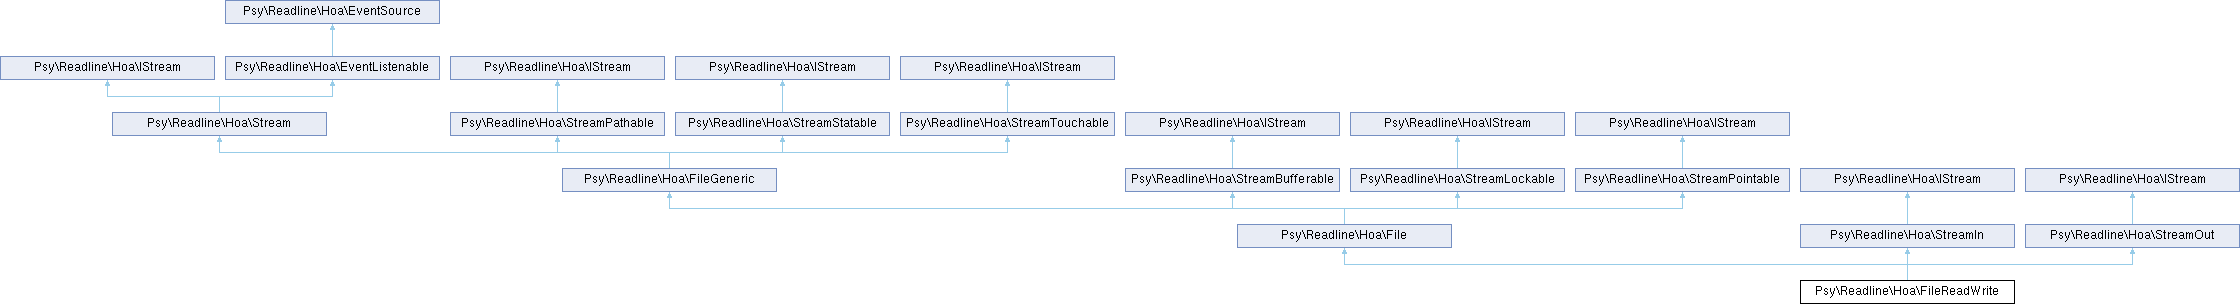 Psy\Readline\Hoa\EventSource
Psy\Readline\Hoa\IStream
Psy\Readline\Hoa\EventListenable
Psy\Readline\Hoa\IStream
Psy\Readline\Hoa\IStream
Psy\Readline\Hoa\IStream
Psy\Readline\Hoa\Stream
Psy\Readline\Hoa\StreamPathable
Psy\Readline\Hoa\StreamStatable
Psy\Readline\Hoa\StreamTouchable
Psy\Readline\Hoa\IStream
Psy\Readline\Hoa\IStream
Psy\Readline\Hoa\IStream
Psy\Readline\Hoa\FileGeneric
Psy\Readline\Hoa\StreamBufferable
Psy\Readline\Hoa\StreamLockable
Psy\Readline\Hoa\StreamPointable
Psy\Readline\Hoa\IStream
Psy\Readline\Hoa\IStream
Psy\Readline\Hoa\File
Psy\Readline\Hoa\StreamIn
Psy\Readline\Hoa\StreamOut
Psy\Readline\Hoa\FileReadWrite